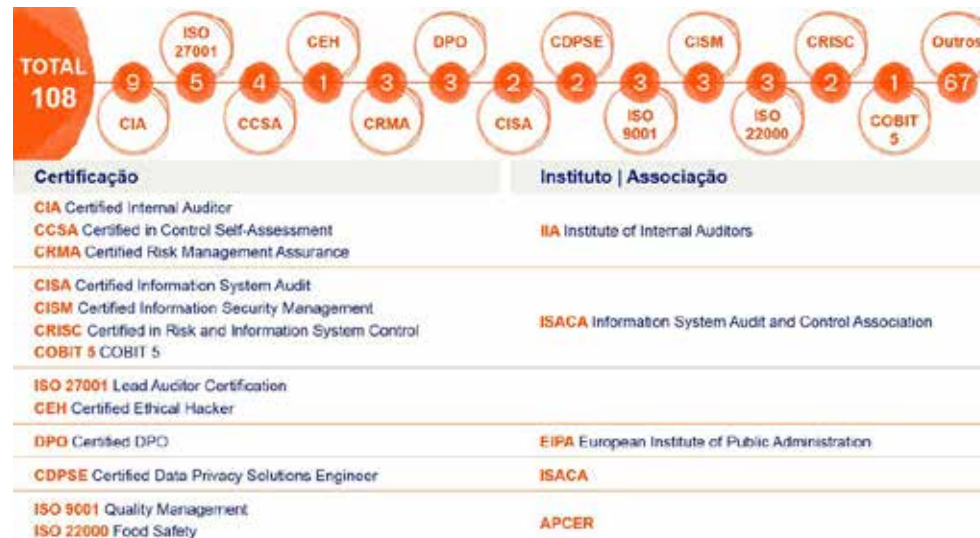 TOTAL
108
9
CIA
ISO
27001
5
4
CCSA
CEH
1
3
CRMA
DPO
3
2
CISA
CDPSE
2
3
ISO
9001
CISM
3
3
ISO
22000
CRISC
2
1
COBIT
5
Outros
67
Certificação
Instituto | Associação
CIA Certified Internal Auditor
CCSA Certified in Control Self-Assessment
CRMA Certified Risk Management Assurance
IIA Institute of Internal Auditors
CISA Certified Information System Audit
CISM Certified Information Security Management
CRISC Certified in Risk and Information System Control
COBIT 5 COBIT 5
ISACA Information System Audit and Control Association
ISO 27001 Lead Auditor Certification
CEH Certified Ethical Hacker
DPO Certified DPO
EIPA European Institute of Public Administration
CDPSE Certified Data Privacy Solutions Engineer
ISACA
ISO 9001 Quality Management
ISO 22000 Food Safety
APCER